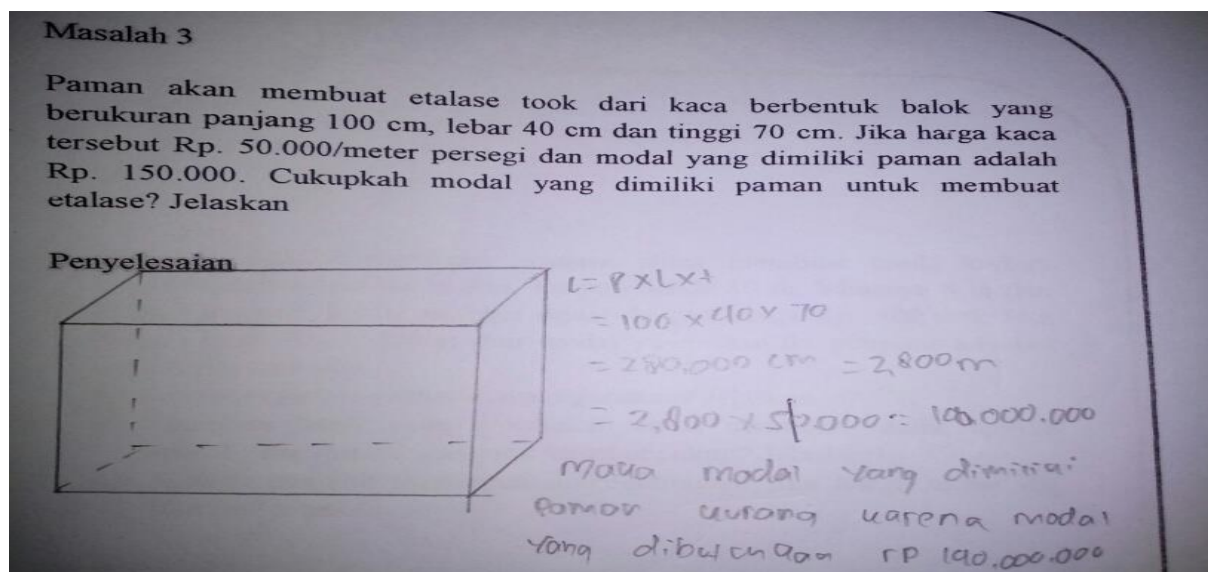 Masalah 3
Paman akan membuat etalase took dari kaca berbentuk balok yang
berukuran panjang 100 cm, lebar 40 cm dan tinggi 70 cm. Jika harga kaca
tersebut Rp. 50.000/meter persegi dan modal yang dimiliki paman adalah
Rp. 150.000. Cukupkah modal yang dimiliki paman untuk membuat
etalase? Jelaskan
Penyelesaian
L = P x L x t
= 100 x 40 x 70
= 280.000 cm = 2,800 m
= 2,800 x 50.000 =
Maka modal yang dimiliki
Paman kurang karena modal
Yang dibutuhkan RP 140.000.000